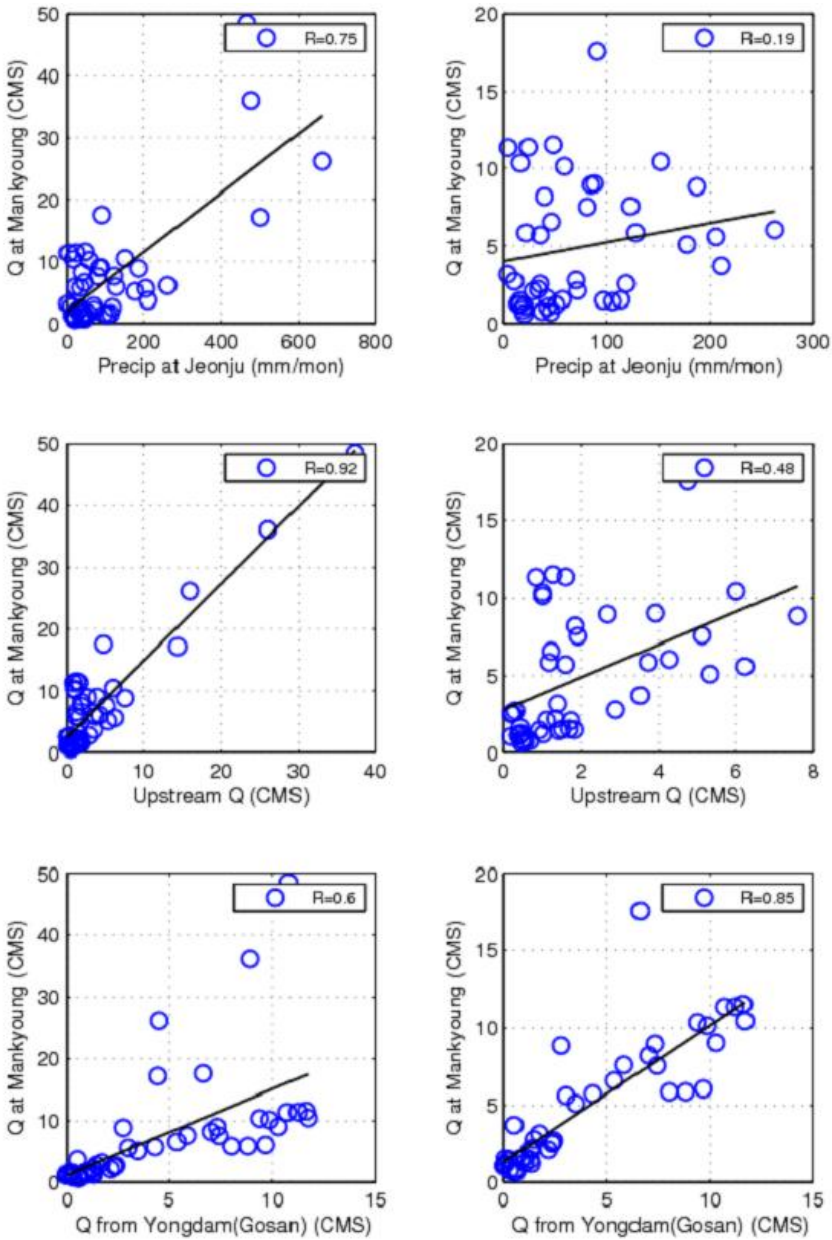 50
40
30
20
10
0
Q at Mankyoung (CMS)
R=0.75
0 200 400 600 800
Precip at Jeonju (mm/mon)
20
15
10
5
0
Q at Mankyoung (CMS)
R=0.19
0 100 200 300
Precip at Jeonju (mm/mon)
50
40
30
20
10
0
Q at Mankyoung (CMS)
R=0.92
0 10 20 30 40
Upstream Q (CMS)
20
15
10
5
0
Q at Mankyoung (CMS)
R=0.48
0 2 4 6 8
Upstream Q (CMS)
50
40
30
20
10
0
Q at Mankyoung (CMS)
R=0.6
0 5 10 15
Q from Yongdam(Gosan) (CMS)
20
15
10
5
0
Q at Mankyoung (CMS)
R=0.85
0 5 10 15
Q from Yongdam(Gosan) (CMS)